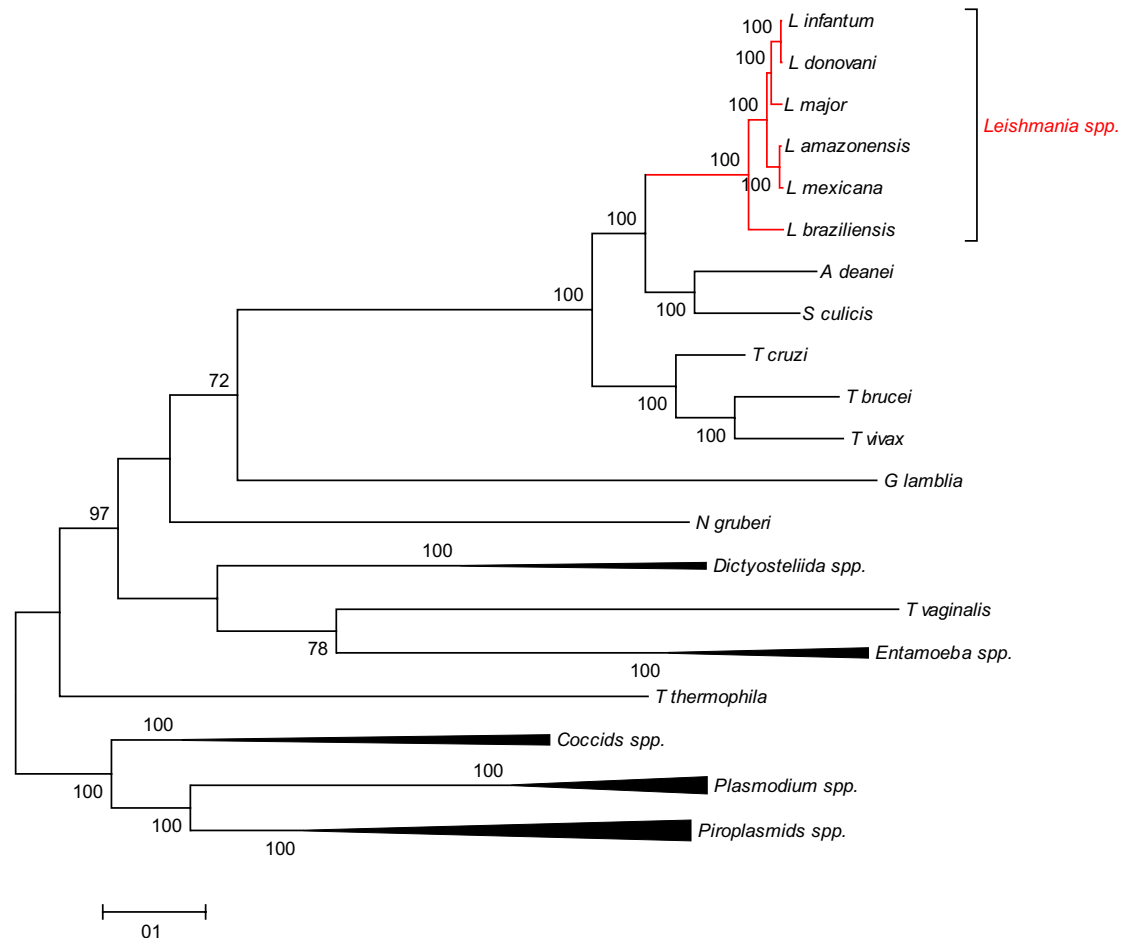 100
L infantum
100
L donovani
100
L major
Leishmania spp.
100
L amazonensis
100
L mexicana
100
L braziliensis
100
A deanei
100
S culicis
100
T cruzi
72
100
T brucei
100
T vivax
G lamblia
97
N gruberi
100
Dictyosteliida spp.
T vaginalis
78
Entamoeba spp.
100
T thermophila
100
Coccids spp.
100
100
Plasmodium spp.
100
Piroplasmids spp.
100
01